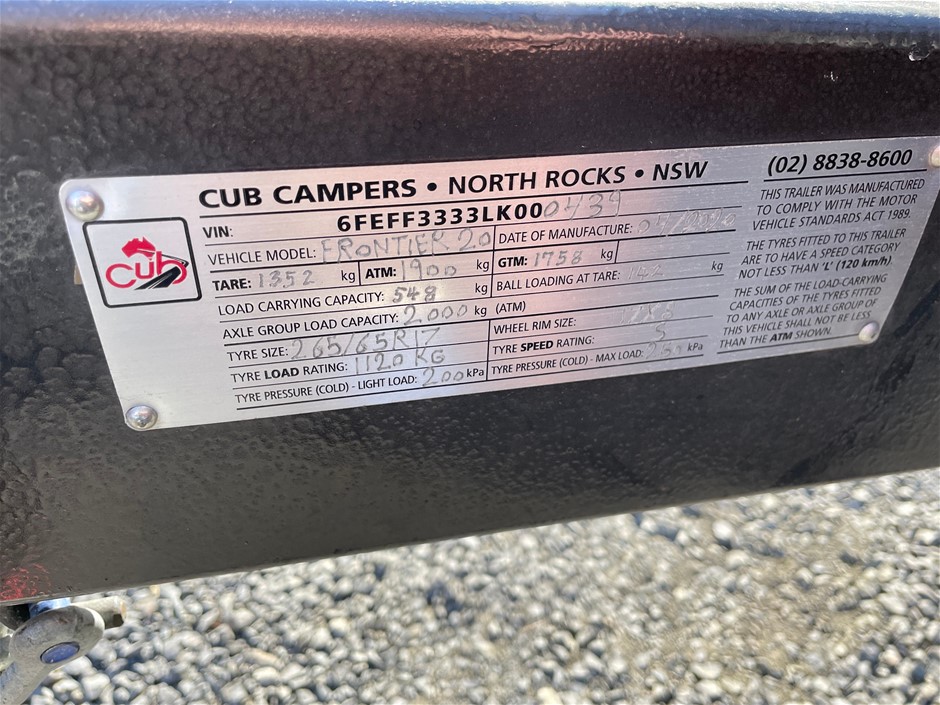 CUB CAMPERS • NORTH ROCKS • NSW
(02) 8838-8600
Cub
VIN: 6FEFF3333LK000439
VEHICLE MODEL: FRONTIER 20
DATE OF MANUFACTURE: 04/2020
TARE: 1352 kg ATM: 1900 kg GTM: 1758 kg
LOAD CARRYING CAPACITY: 548 kg
BALL LOADING AT TARE: 142 kg
AXLE GROUP LOAD CAPACITY: 2000 kg (ATM)
TYRE SIZE: 265/65R17
WHEEL RIM SIZE:
TYRE LOAD RATING: 1120 KG
TYRE SPEED RATING: S
TYRE PRESSURE (COLD) - LIGHT LOAD: 200 kPa
TYRE PRESSURE (COLD) - MAX LOAD: kPa
THIS TRAILER WAS MANUFACTURED
TO COMPLY WITH THE MOTOR
VEHICLE STANDARDS ACT 1989.
THE TYRES FITTED TO THIS TRAILER
ARE TO HAVE A SPEED CATEGORY
NOT LESS THAN 'L' (120 km/h).
THE SUM OF THE LOAD-CARRYING
CAPACITIES OF THE TYRES FITTED
TO ANY AXLE OR AXLE GROUP OF
THIS VEHICLE SHALL NOT BE LESS
THAN THE ATM SHOWN.